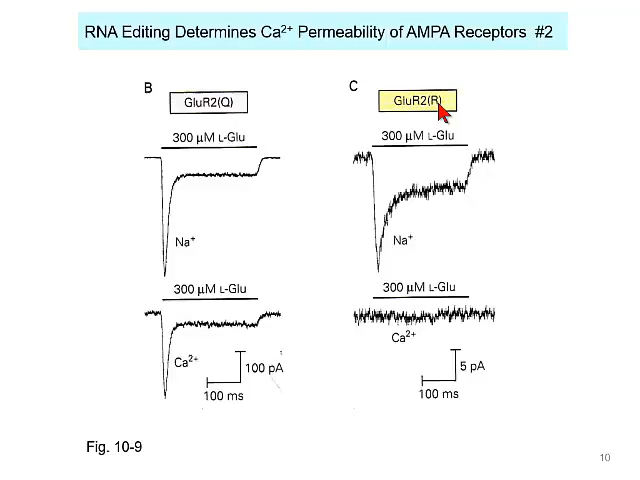 RNA Editing Determines Ca²⁺ Permeability of AMPA Receptors #2
B
GluR2(Q)
300 µM L-Glu
Na⁺
300 µM L-Glu
Ca²⁺
100 pA
100 ms
C
GluR2(R)
300 µM L-Glu
Na⁺
300 µM L-Glu
Ca²⁺
5 pA
100 ms
Fig. 10-9
10